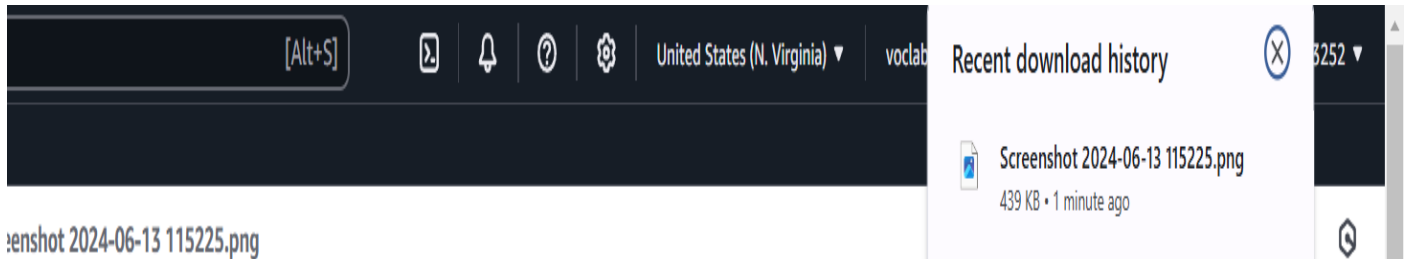 [Alt+S] United States (N. Virginia) ▼ voclab 3252 ▼
Recent download history
Screenshot 2024-06-13 115225.png
439 KB • 1 minute ago
eenshot 2024-06-13 115225.png